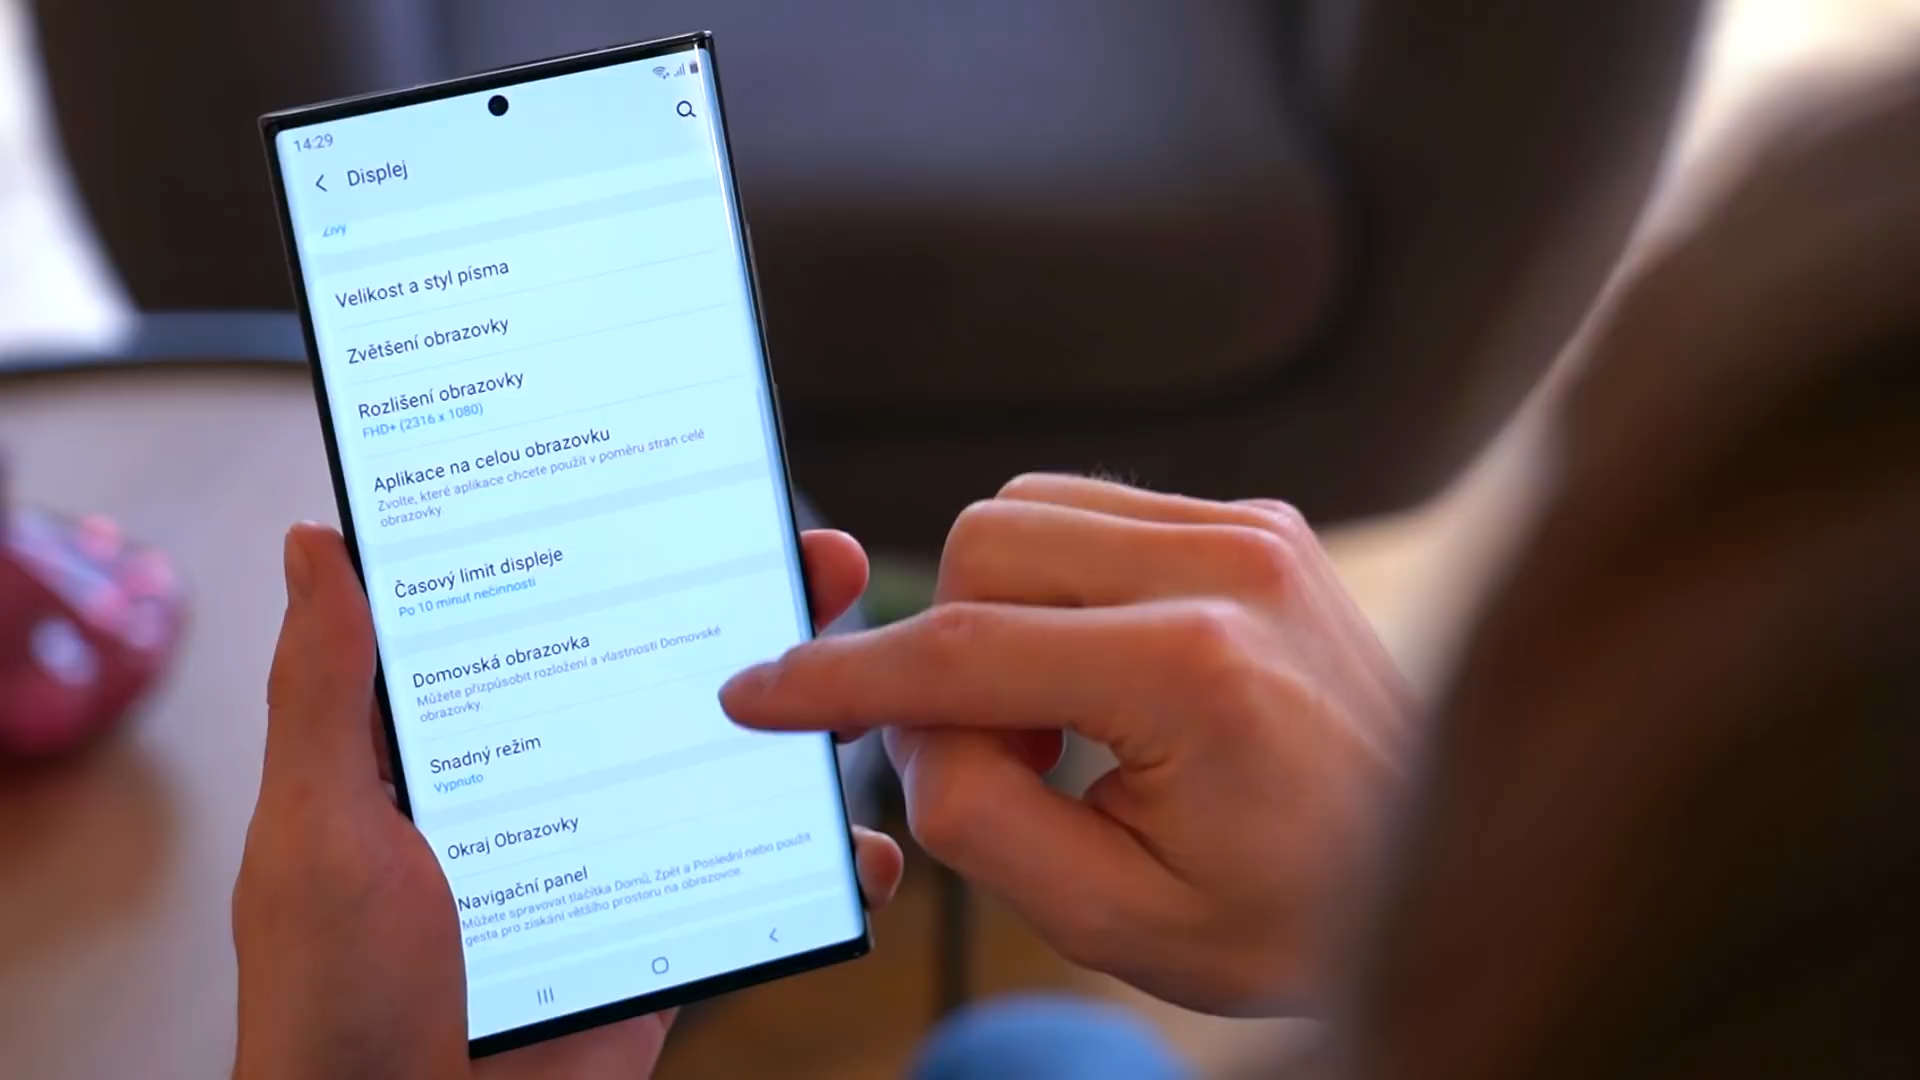 14:29
Displej
Živý
Velikost a styl písma
Zvětšení obrazovky
Rozlišení obrazovky
FHD+ (2316 x 1080)
Aplikace na celou obrazovku
Zvolte, které aplikace chcete použít v poměru stran celé
obrazovky.
Časový limit displeje
Po 10 minut nečinnosti
Domovská obrazovka
Můžete přizpůsobit rozložení a vlastnosti Domovské
obrazovky.
Snadný režim
Vypnuto
Okraj Obrazovky
Navigační panel
Můžete spravovat tlačítka Domů, Zpět a Poslední nebo použít
gesta pro získání většího prostoru na obrazovce.